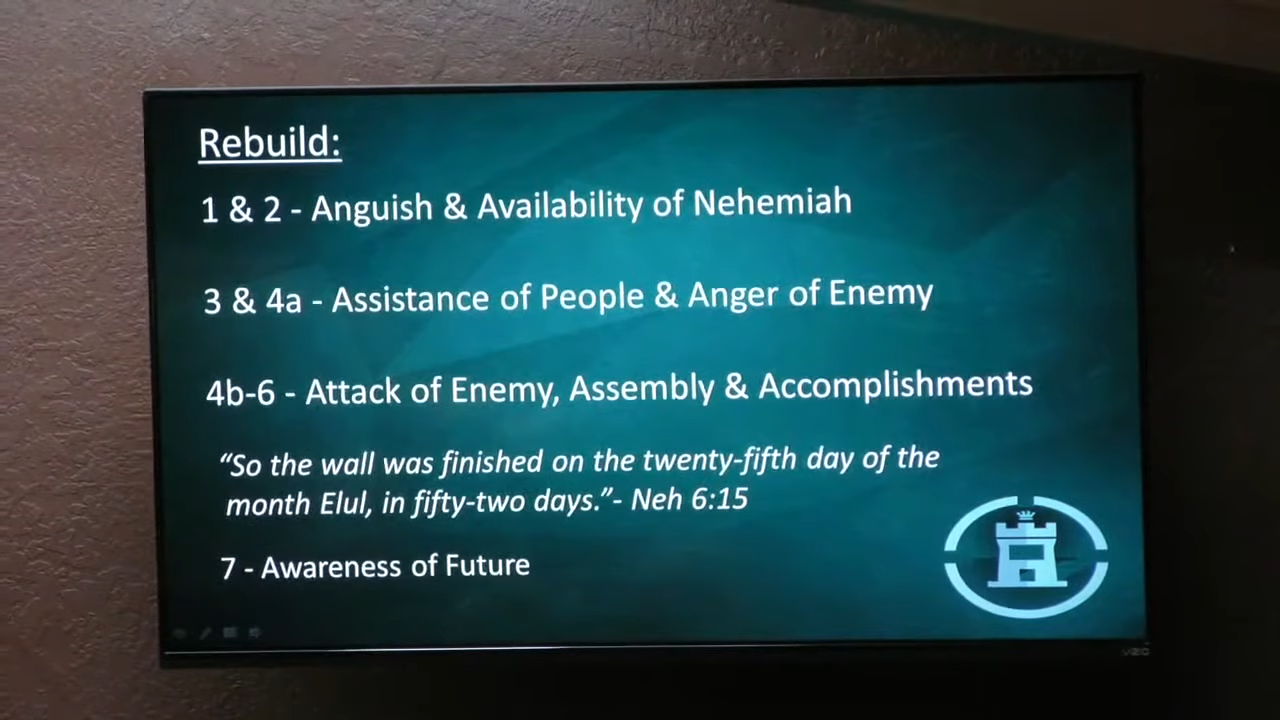 Rebuild:
1 & 2 - Anguish & Availability of Nehemiah
3 & 4a - Assistance of People & Anger of Enemy
4b-6 - Attack of Enemy, Assembly & Accomplishments
“So the wall was finished on the twenty-fifth day of the
month Elul, in fifty-two days.”- Neh 6:15
7 - Awareness of Future
VIZIO